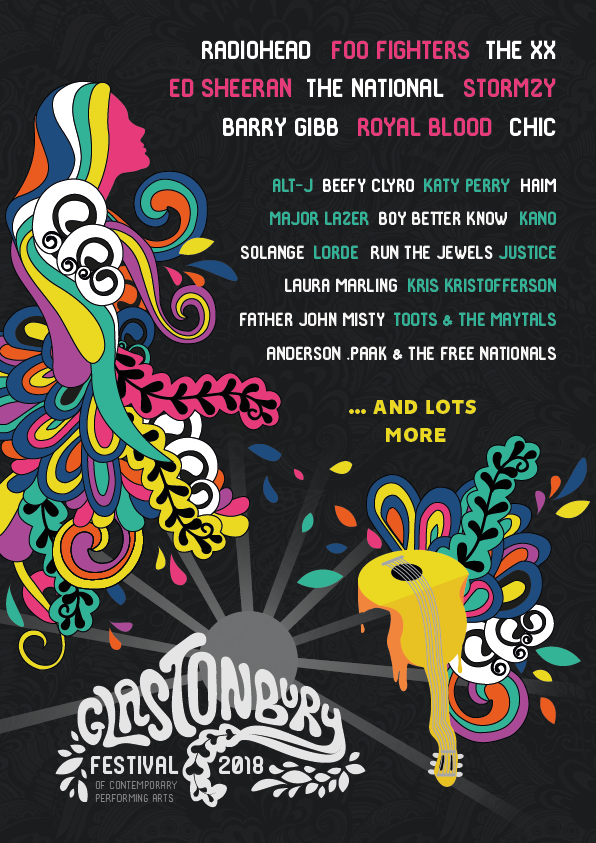 RADIOHEAD FOO FIGHTERS THE XX
ED SHEERAN THE NATIONAL STORMZY
BARRY GIBB ROYAL BLOOD CHIC
ALT-J BEEFY CLYRO KATY PERRY HAIM
MAJOR LAZER BOY BETTER KNOW KANO
SOLANGE LORDE RUN THE JEWELS JUSTICE
LAURA MARLING KRIS KRISTOFFERSON
FATHER JOHN MISTY TOOTS & THE MAYTALS
ANDERSON .PAAK & THE FREE NATIONALS
... AND LOTS
MORE
GLASTONBURY
FESTIVAL 2018
OF CONTEMPORARY
PERFORMING ARTS